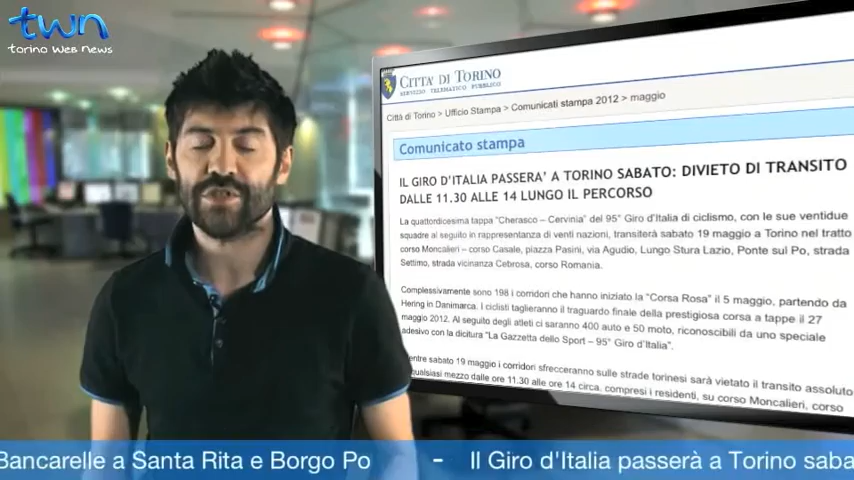 twn
torino web news
CITTA' DI TORINO
SERVIZIO TELEMATICO PUBBLICO
Città di Torino > Ufficio Stampa > Comunicati stampa 2012 > maggio
Comunicato stampa
IL GIRO D'ITALIA PASSERA' A TORINO SABATO: DIVIETO DI TRANSITO
DALLE 11.30 ALLE 14 LUNGO IL PERCORSO
La quattordicesima tappa "Cherasco – Cervinia" del 95° Giro d'Italia di ciclismo, con le sue ventidue
squadre al seguito in rappresentanza di venti nazioni, transiterà sabato 19 maggio a Torino nel tratto
corso Moncalieri – corso Casale, piazza Pasini, via Agudio, Lungo Stura Lazio, Ponte sul Po, strada
Settimo, strada vicinanza Cebrosa, corso Romania.
Complessivamente sono 198 i corridori che hanno iniziato la "Corsa Rosa" il 5 maggio, partendo da
Hering in Danimarca. I ciclisti taglieranno il traguardo finale della prestigiosa corsa a tappe il 27
maggio 2012. Al seguito degli atleti ci saranno 400 auto e 50 moto, riconoscibili da uno speciale
adesivo con la dicitura "La Gazzetta dello Sport – 95° Giro d'Italia".
entre sabato 19 maggio i corridori sfrecceranno sulle strade torinesi sarà vietato il transito assoluto
qualsiasi mezzo dalle ore 11.30 alle ore 14 circa, compresi i residenti, su corso Moncalieri, corso
Bancarelle a Santa Rita e Borgo Po - Il Giro d'Italia passerà a Torino saba